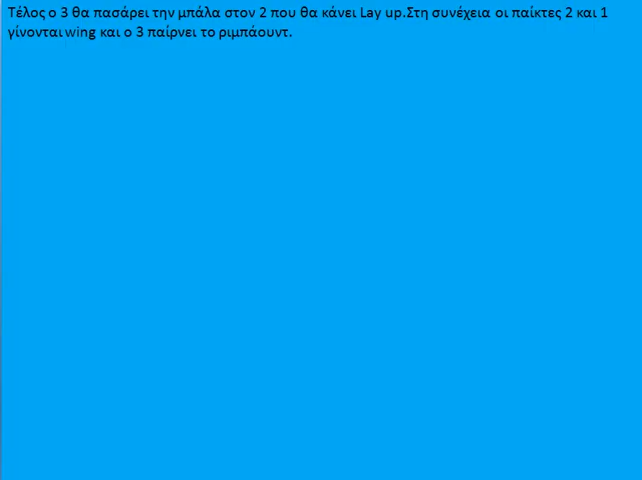 Τέλος ο 3 θα πασάρει την μπάλα στον 2 που θα κάνει Lay up.Στη συνέχεια οι παίκτες 2 και 1
γίνονται wing και ο 3 παίρνει το ριμπάουντ.